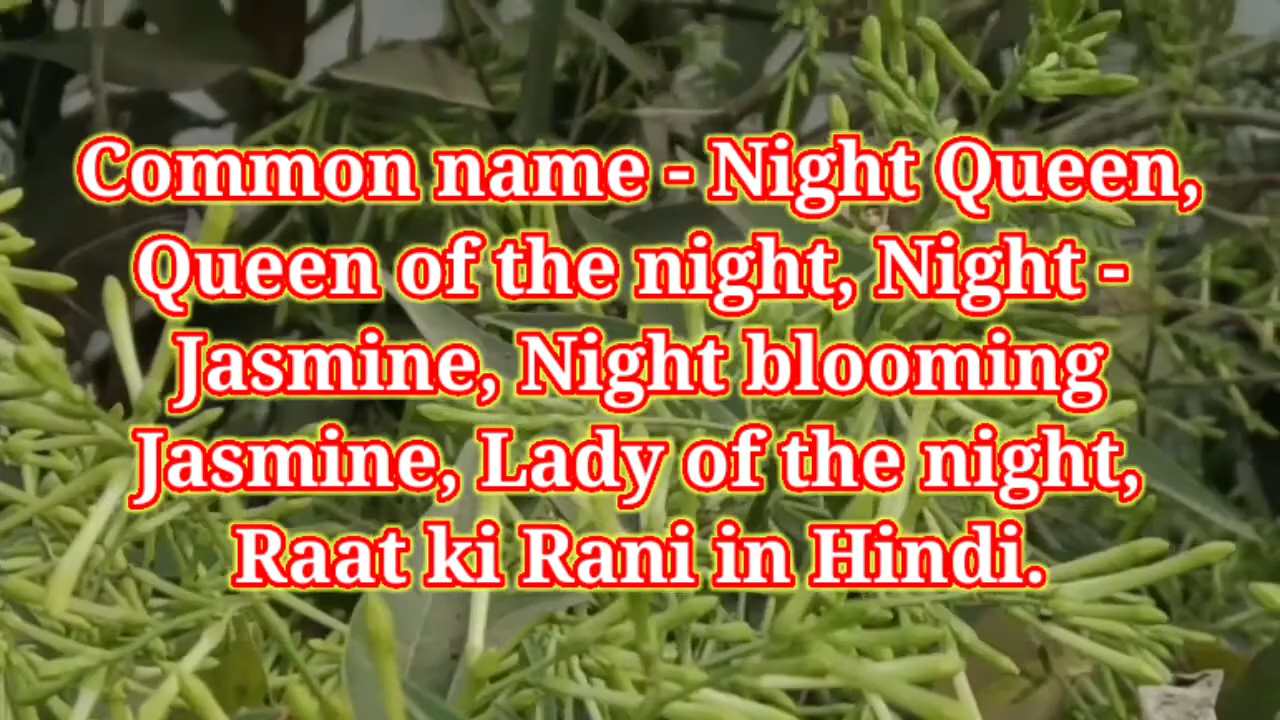 Common name - Night Queen,
Queen of the night, Night -
Jasmine, Night blooming
Jasmine, Lady of the night,
Raat ki Rani in Hindi.